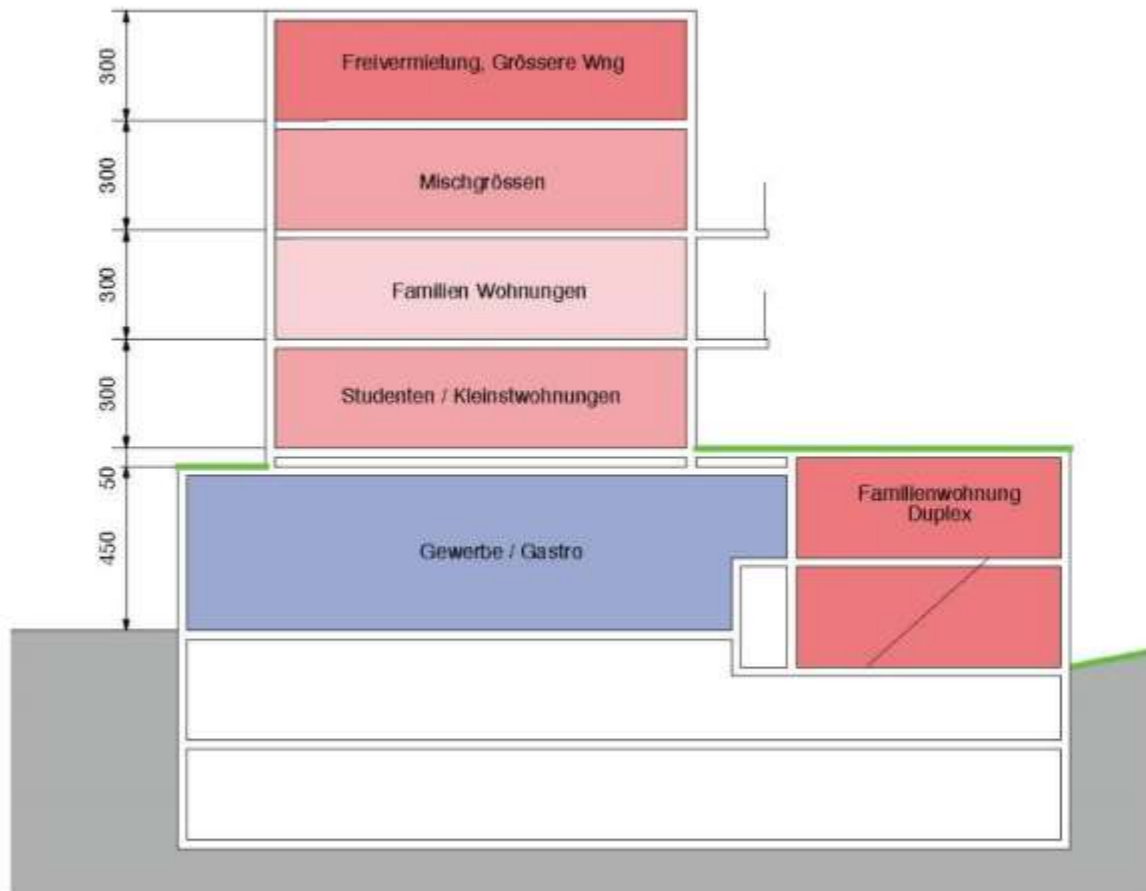 300
Freivermietung, Grössere Wng
300
Mischgrössen
300
Familien Wohnungen
300
Studenten / Kleinstwohnungen
50
450
Gewerbe / Gastro
Familienwohnung
Duplex